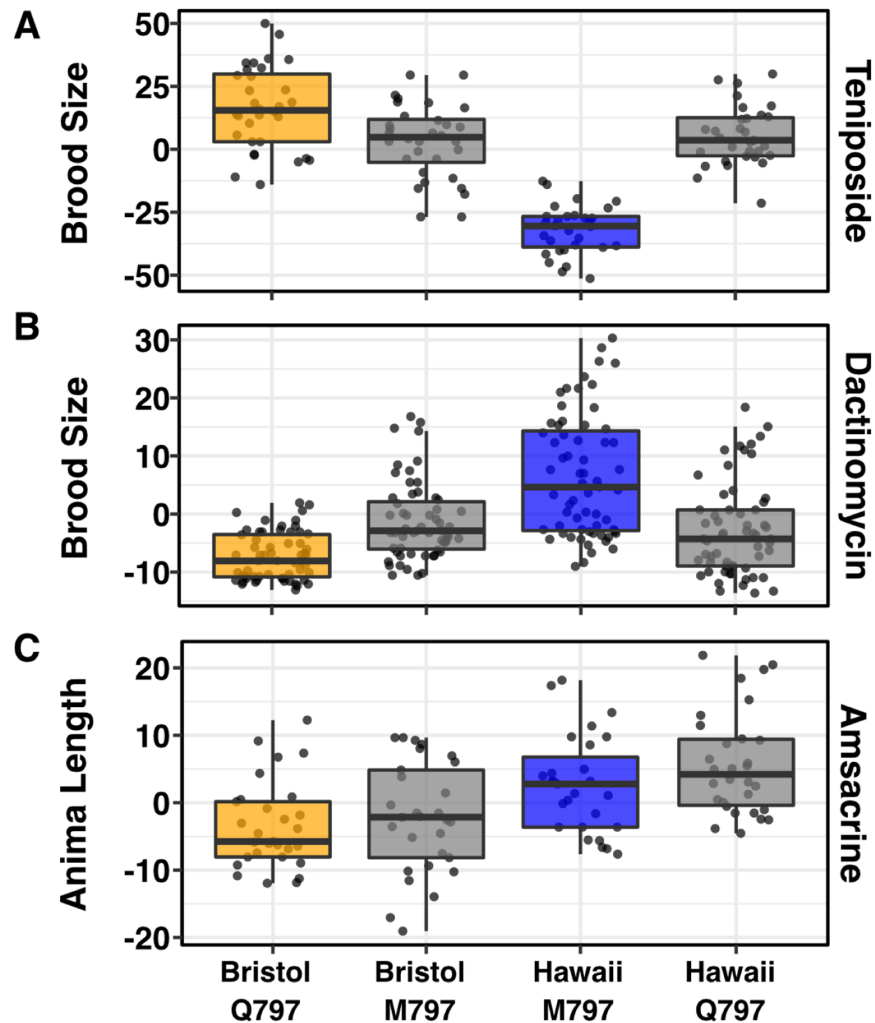 A
Brood Size
50
25
0
-25
-50
Teniposide
B
Brood Size
30
20
10
0
-10
Dactinomycin
C
Anima Length
20
10
0
-10
-20
Amsacrine
Bristol Q797
Bristol M797
Hawaii M797
Hawaii Q797